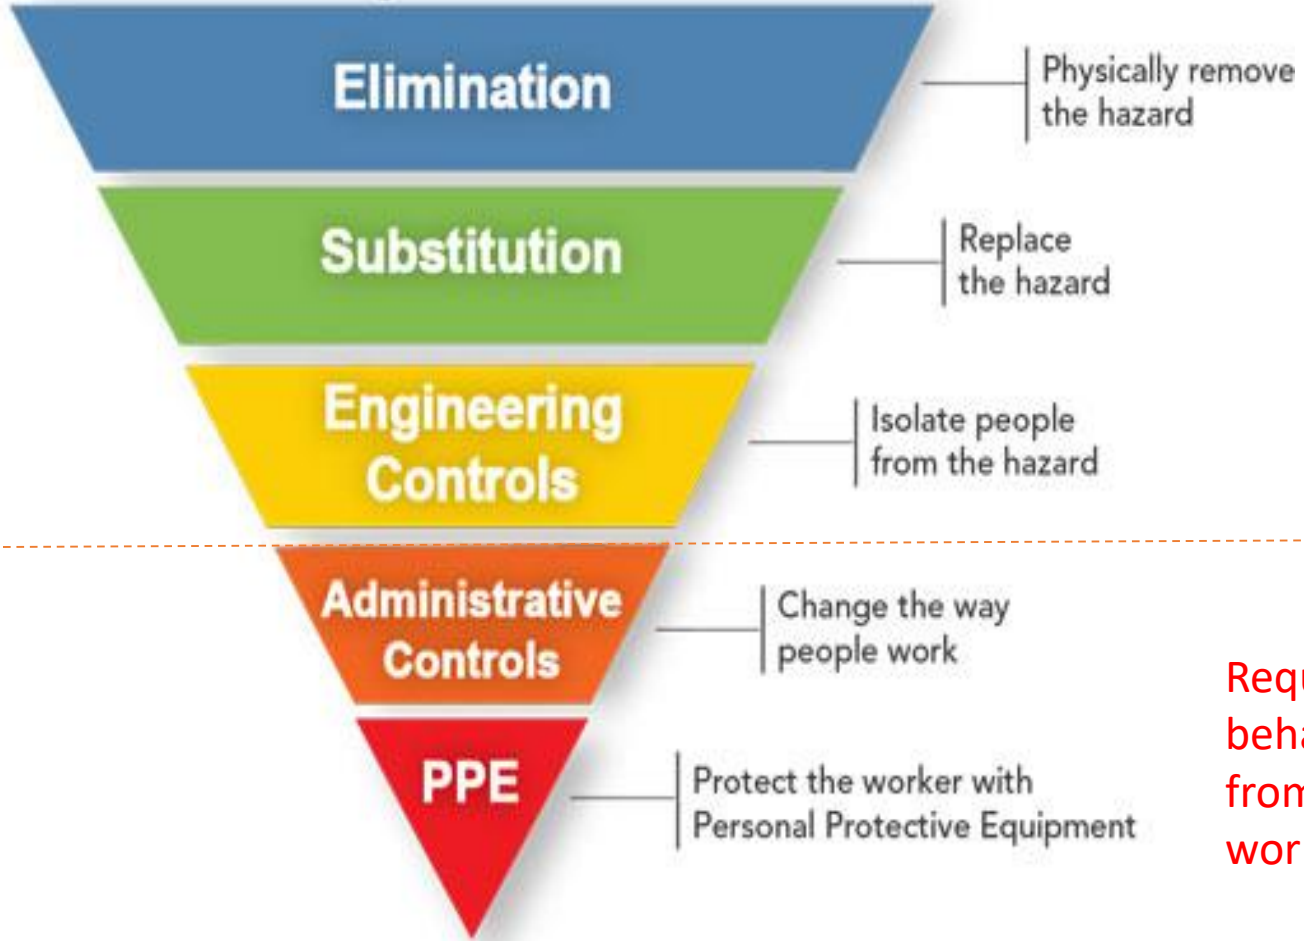 Elimination
Physically remove
the hazard
Substitution
Replace
the hazard
Engineering
Controls
Isolate people
from the hazard
Administrative
Controls
Change the way
people work
PPE
Protect the worker with
Personal Protective Equipment